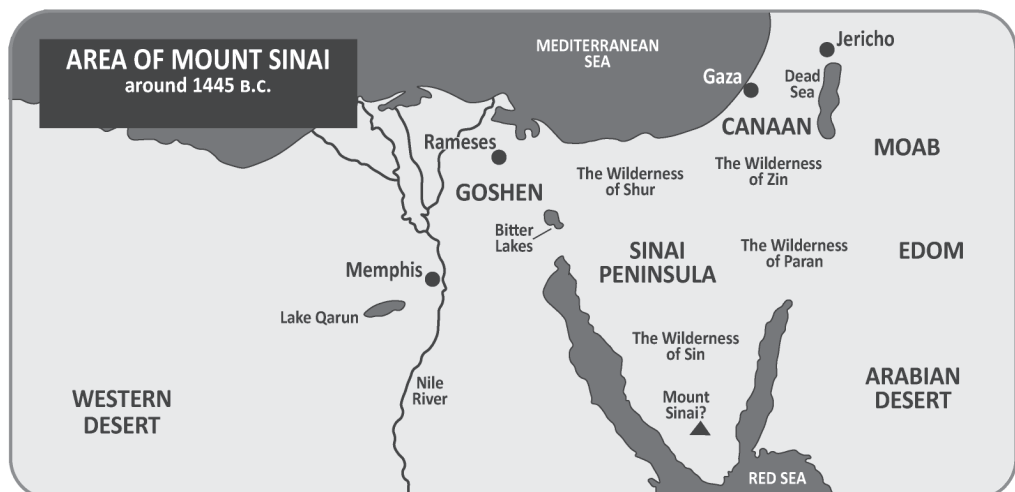 AREA OF MOUNT SINAI
around 1445 B.C.
MEDITERRANEAN
SEA
Jericho
Gaza
Dead
Sea
CANAAN
MOAB
Rameses
The Wilderness
of Shur
The Wilderness
of Zin
GOSHEN
Bitter
Lakes
SINAI
PENINSULA
The Wilderness
of Paran
EDOM
Memphis
Lake Qarun
The Wilderness
of Sin
Nile
River
WESTERN
DESERT
Mount
Sinai?
ARABIAN
DESERT
RED SEA